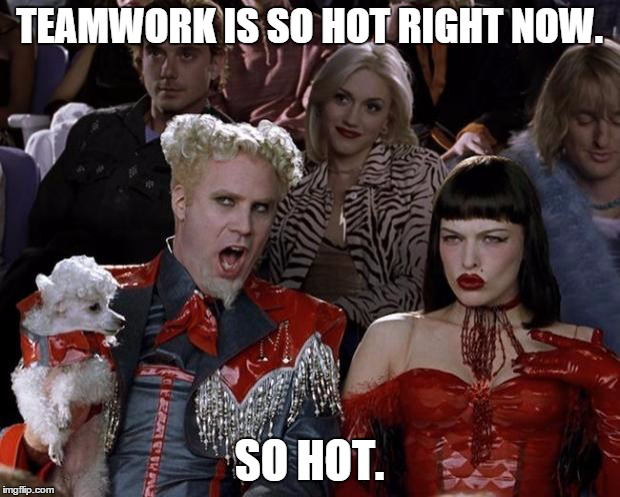 TEAMWORK IS SO HOT RIGHT NOW.
SO HOT.
imgflip.com